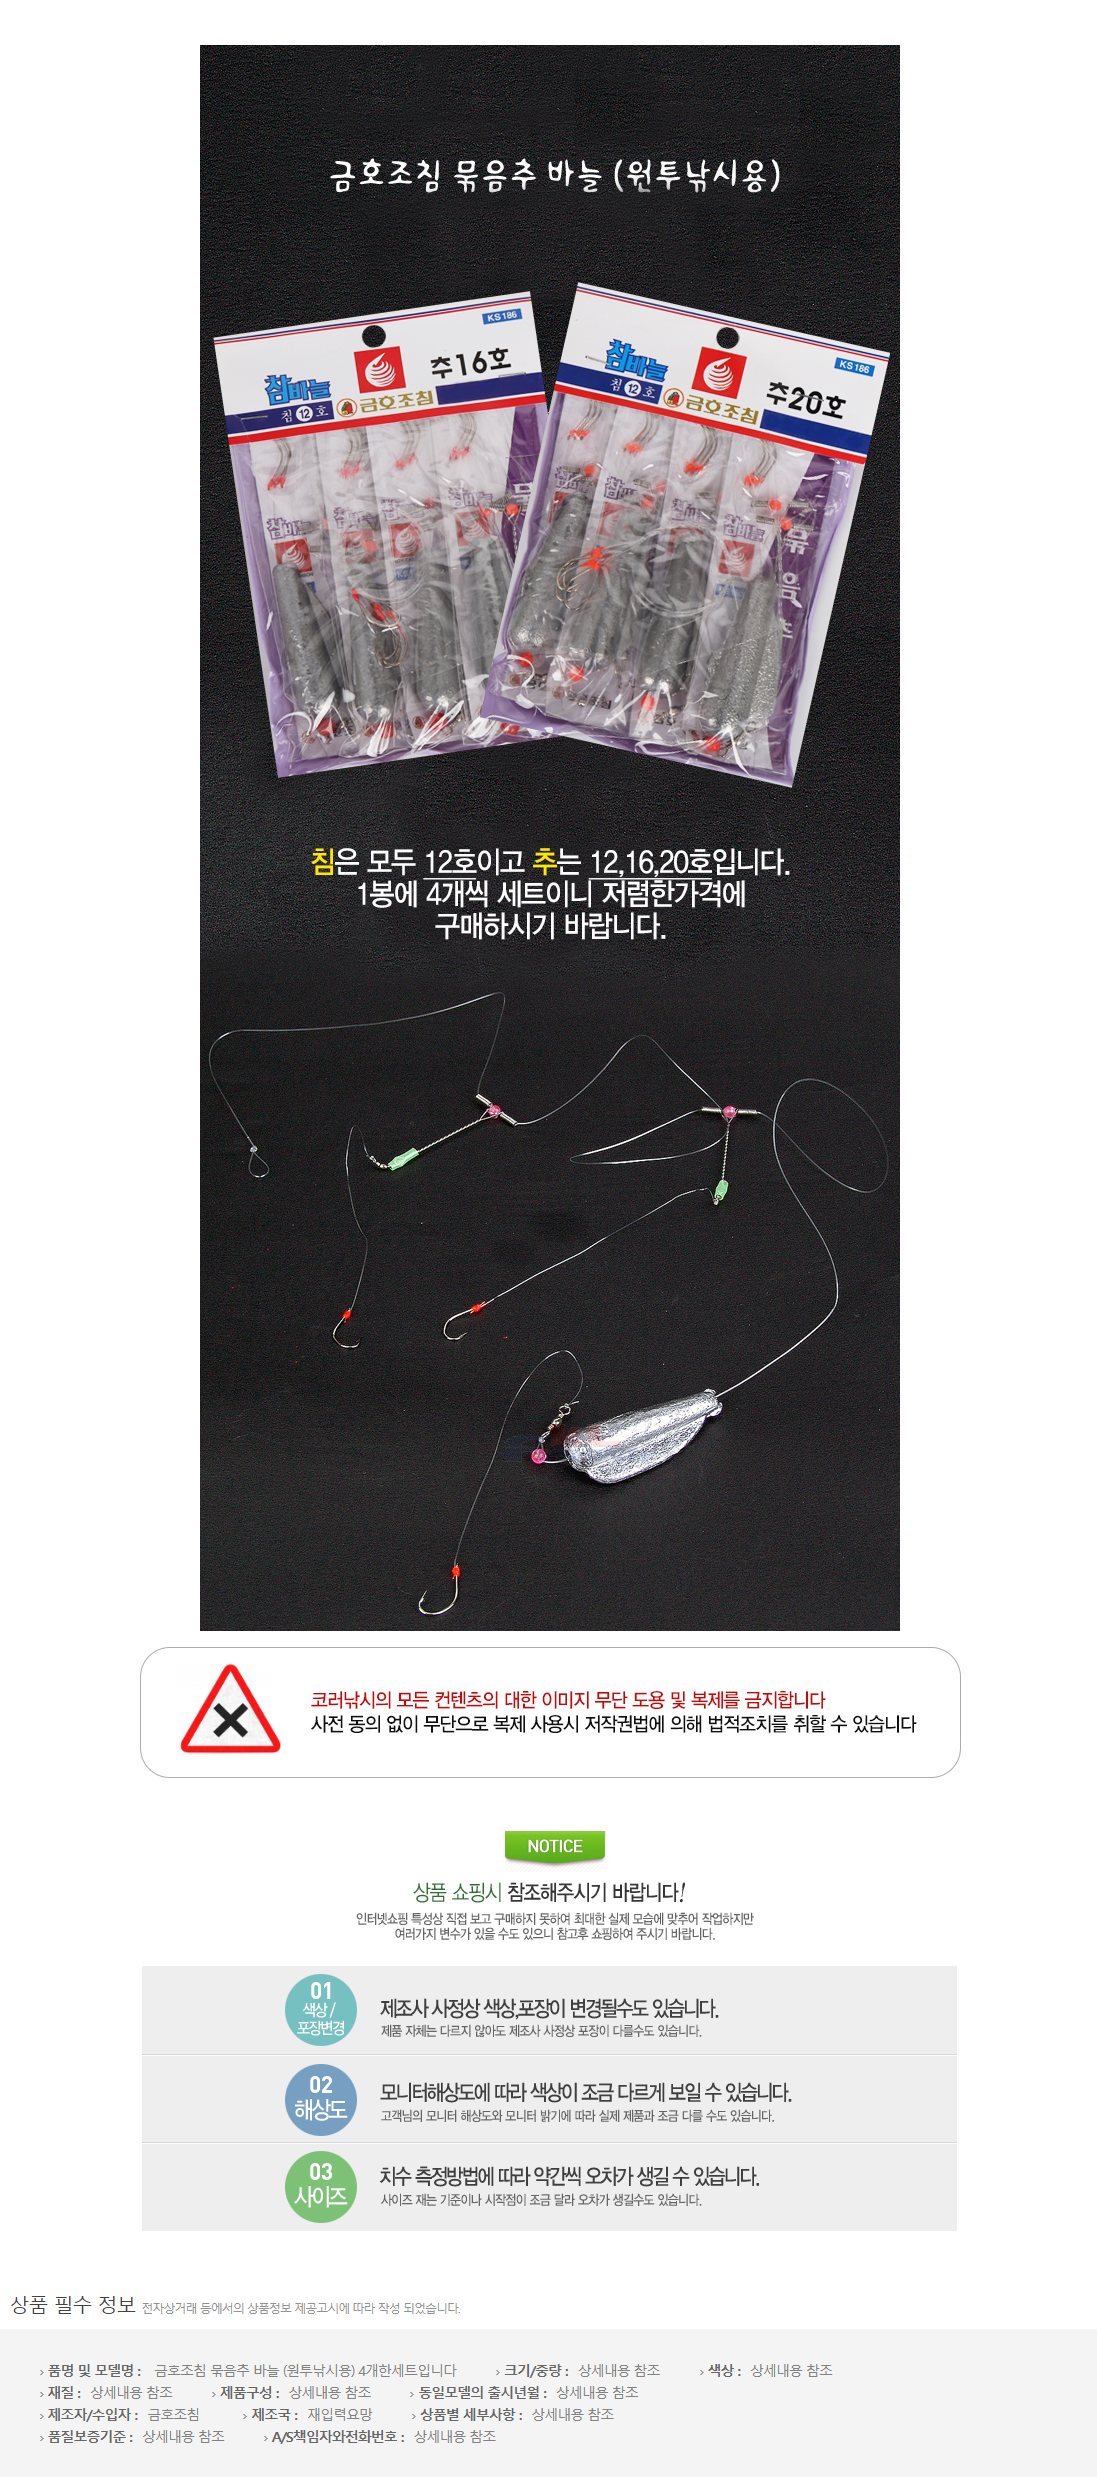 금호조침 묶음추 바늘 (원투낚시용)
KS186
추16호
참바늘
침 12 호
금호조침
KS186
추20호
참바늘
침 12 호
금호조침
참바늘
묶음추
침은 모두 12호이고 추는 12,16,20호입니다.
1봉에 4개씩 세트이니 저렴한가격에
구매하시기 바랍니다.
코러낚시의 모든 컨텐츠의 대한 이미지 무단 도용 및 복제를 금지합니다
사전 동의 없이 무단으로 복제 사용시 저작권법에 의해 법적조치를 취할 수 있습니다
NOTICE
상품 쇼핑시 참조해주시기 바랍니다!
인터넷쇼핑 특성상 직접 보고 구매하지 못하여 최대한 실제 모습에 맞추어 작업하지만
여러가지 변수가 있을 수도 있으니 참고후 쇼핑하여 주시기 바랍니다.
01
색상 /
포장변경
제조사 사정상 색상,포장이 변경될수도 있습니다.
제품 자체는 다르지 않아도 제조사 사정상 포장이 다를수도 있습니다.
02
해상도
모니터해상도에 따라 색상이 조금 다르게 보일 수 있습니다.
고객님의 모니터 해상도와 모니터 밝기에 따라 실제 제품과 조금 다를 수도 있습니다.
03
사이즈
치수 측정방법에 따라 약간씩 오차가 생길 수 있습니다.
사이즈 재는 기준이나 시작점이 조금 달라 오차가 생길수도 있습니다.
상품 필수 정보 전자상거래 등에서의 상품정보 제공고시에 따라 작성 되었습니다.
› 품명 및 모델명 : 금호조침 묶음추 바늘 (원투낚시용) 4개한세트입니다 › 크기/중량 : 상세내용 참조 › 색상 : 상세내용 참조
› 재질 : 상세내용 참조 › 제품구성 : 상세내용 참조 › 동일모델의 출시년월 : 상세내용 참조
› 제조자/수입자 : 금호조침 › 제조국 : 재입력요망 › 상품별 세부사항 : 상세내용 참조
› 품질보증기준 : 상세내용 참조 › A/S책임자와전화번호 : 상세내용 참조